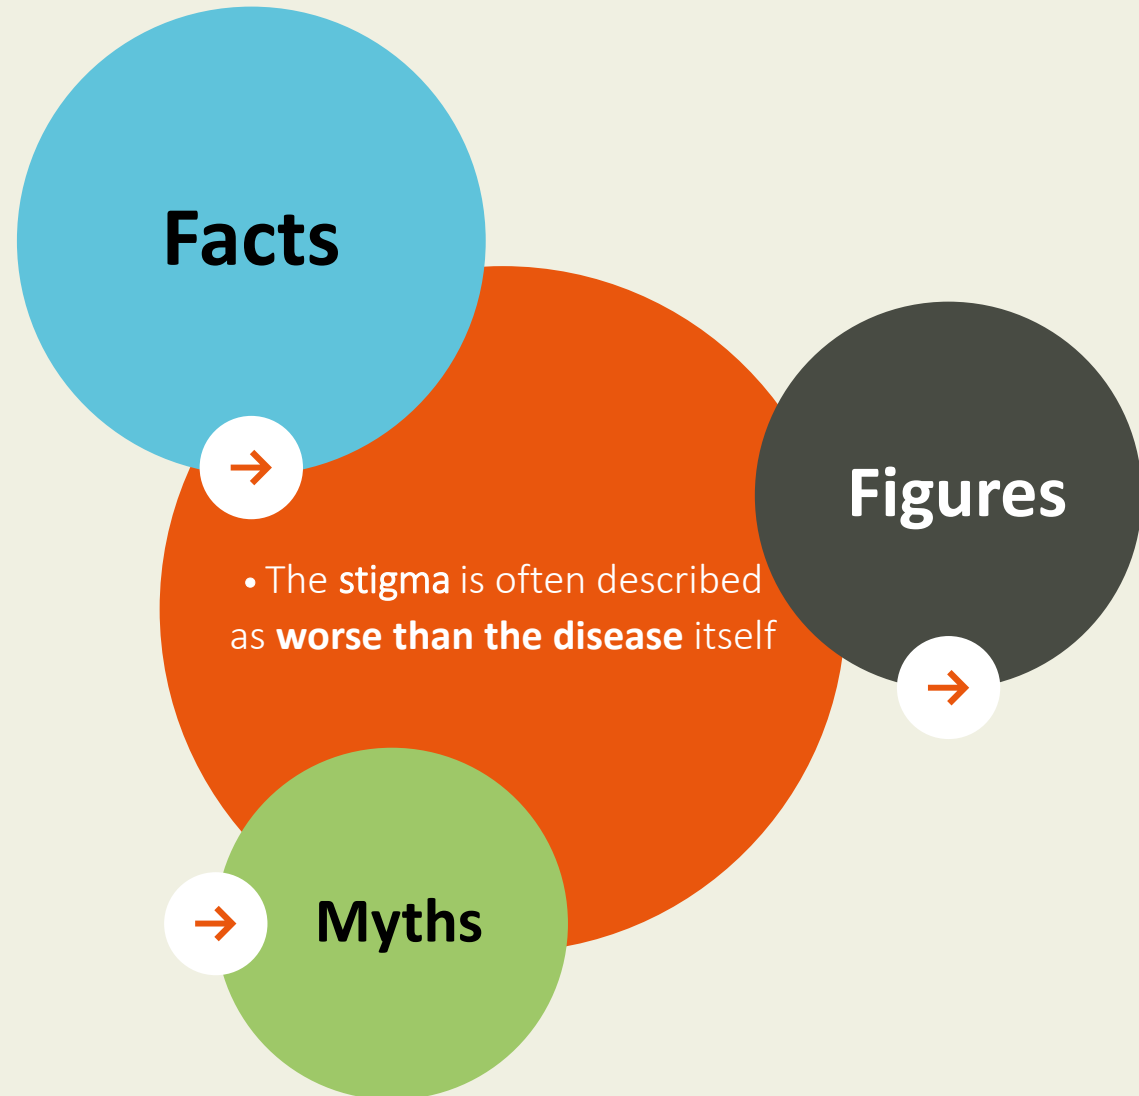 Facts
Figures
• The stigma is often described
as worse than the disease itself
Myths